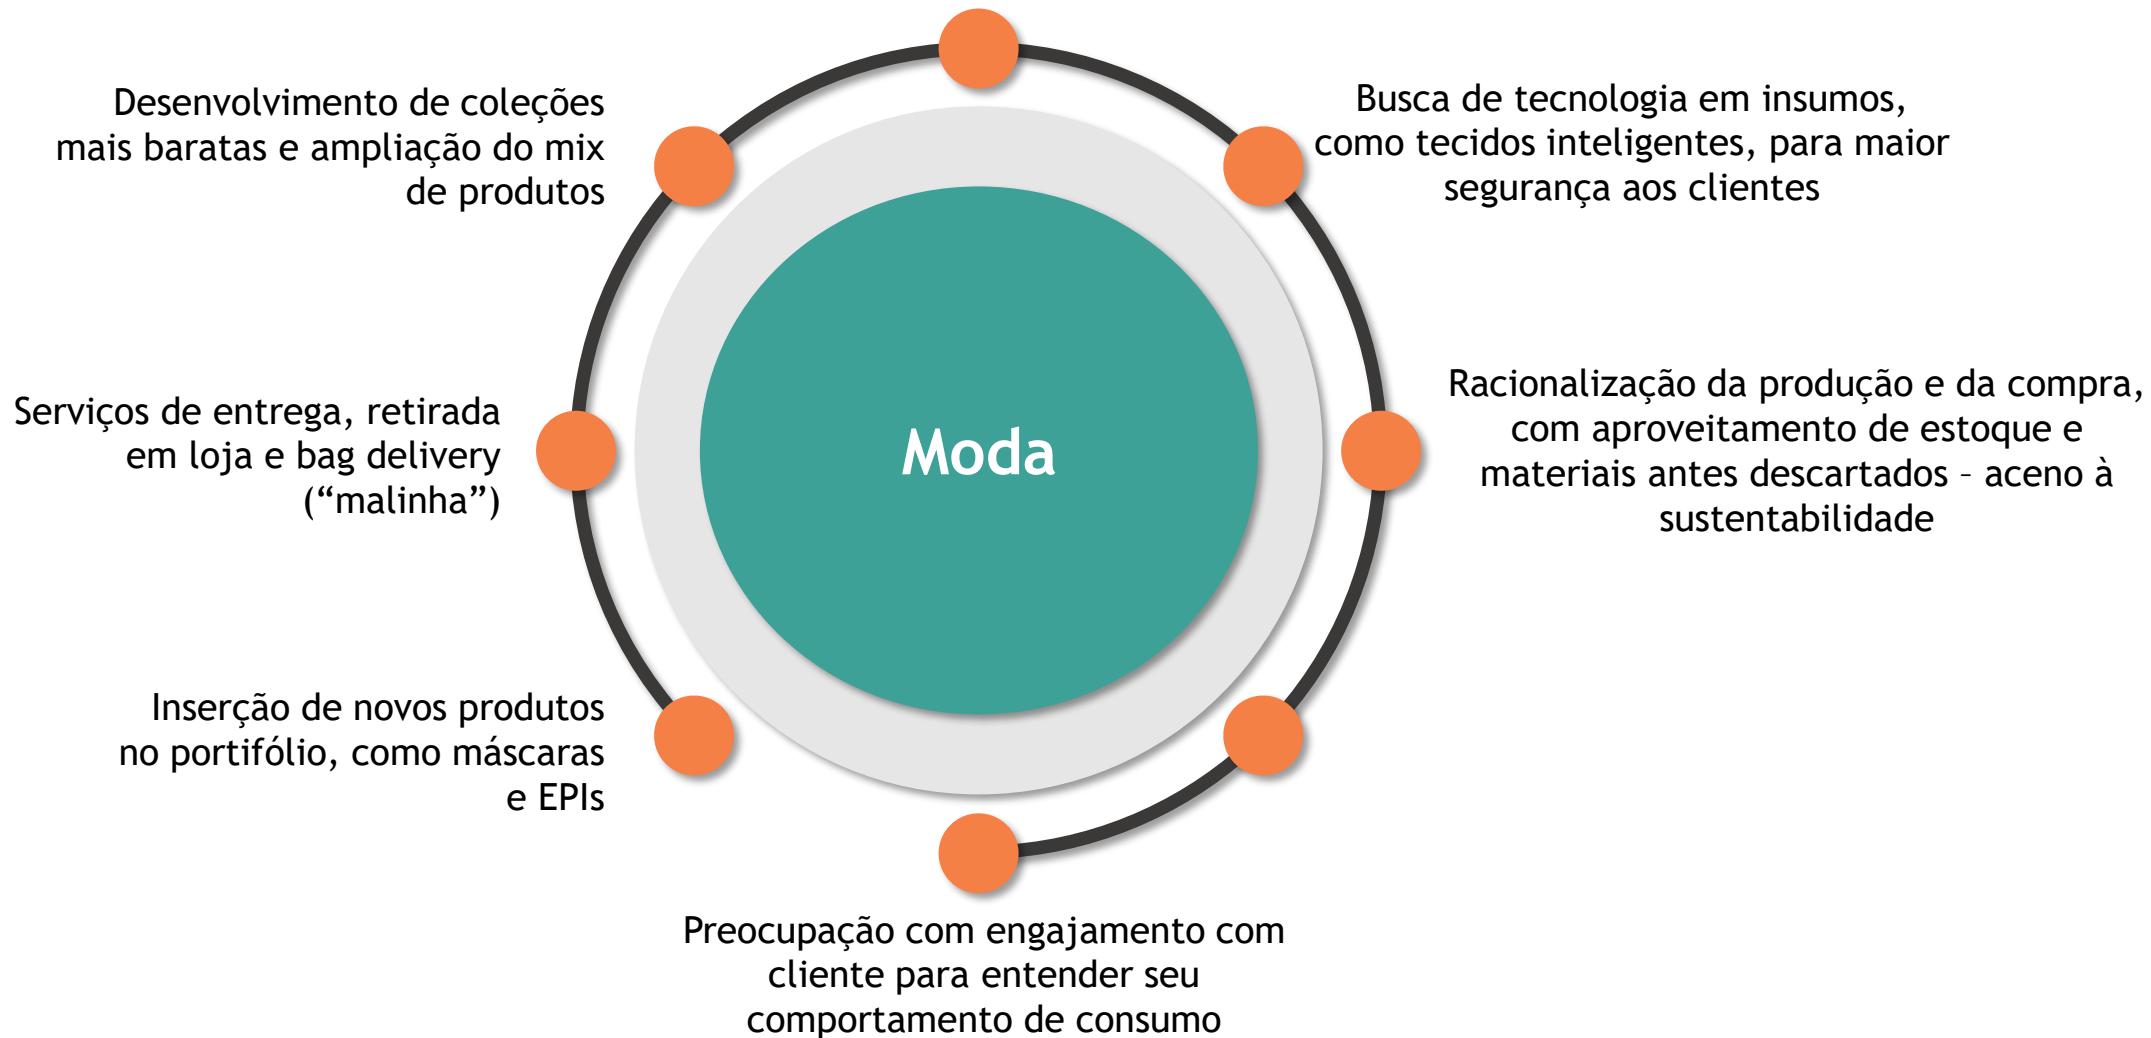 Desenvolvimento de coleções
mais baratas e ampliação do mix
de produtos
Serviços de entrega, retirada
em loja e bag delivery
(“malinha”)
Inserção de novos produtos
no portifólio, como máscaras
e EPIs
Moda
Busca de tecnologia em insumos,
como tecidos inteligentes, para maior
segurança aos clientes
Racionalização da produção e da compra,
com aproveitamento de estoque e
materiais antes descartados – aceno à
sustentabilidade
Preocupação com engajamento com
cliente para entender seu
comportamento de consumo